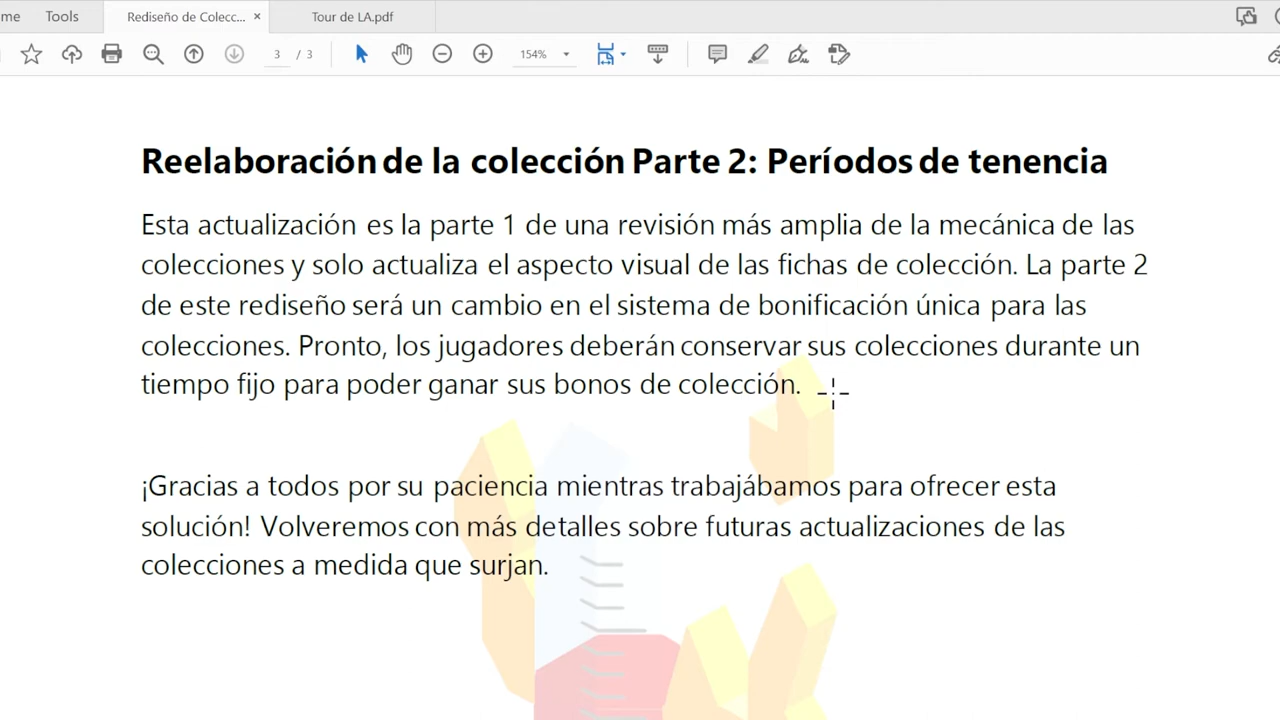 me Tools Rediseño de Colecc... × Tour de LA.pdf
3 / 3 154%
Reelaboración de la colección Parte 2: Períodos de tenencia
Esta actualización es la parte 1 de una revisión más amplia de la mecánica de las
colecciones y solo actualiza el aspecto visual de las fichas de colección. La parte 2
de este rediseño será un cambio en el sistema de bonificación única para las
colecciones. Pronto, los jugadores deberán conservar sus colecciones durante un
tiempo fijo para poder ganar sus bonos de colección.
¡Gracias a todos por su paciencia mientras trabajábamos para ofrecer esta
solución! Volveremos con más detalles sobre futuras actualizaciones de las
colecciones a medida que surjan.